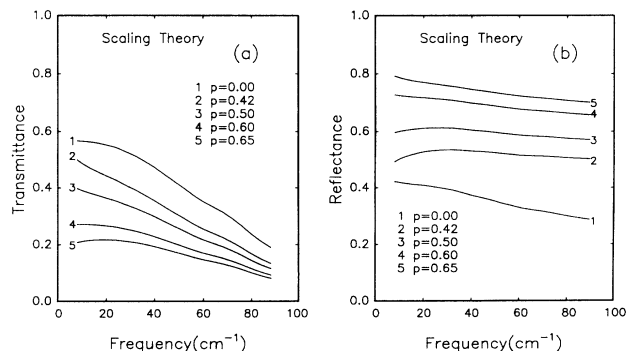 Scaling Theory
(a)
1 p=0.00
2 p=0.42
3 p=0.50
4 p=0.60
5 p=0.65
1
2
3
4
5
1.0
0.8
0.6
0.4
0.2
0.0
0 20 40 60 80 100
Transmittance
Frequency(cm⁻¹)
Scaling Theory
(b)
5
4
3
2
1
1 p=0.00
2 p=0.42
3 p=0.50
4 p=0.60
5 p=0.65
1.0
0.8
0.6
0.4
0.2
0.0
0 20 40 60 80 100
Reflectance
Frequency(cm⁻¹)